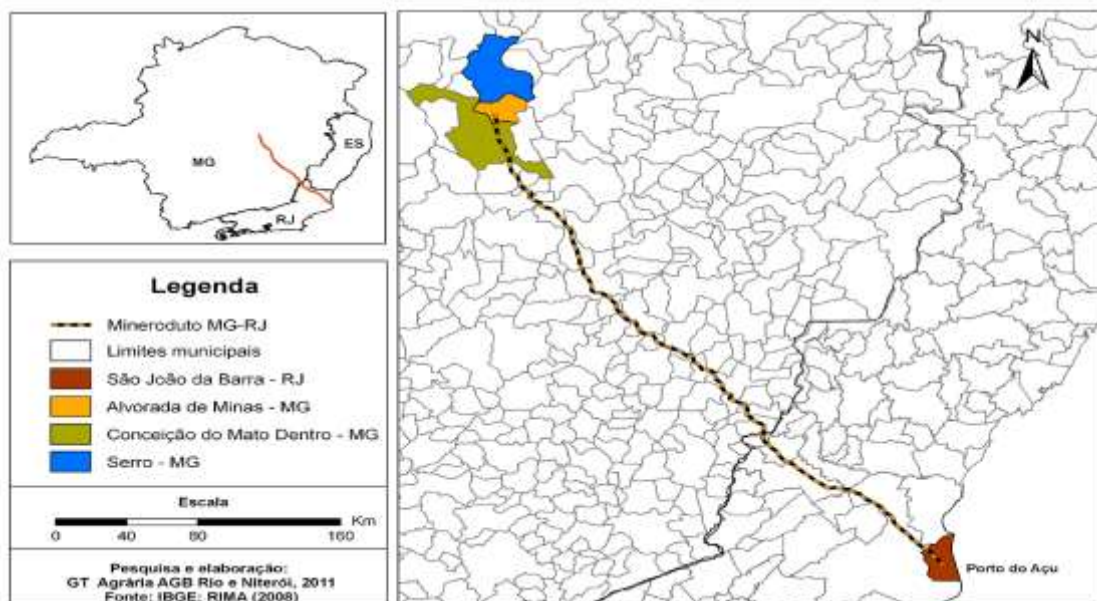 MG
ES
RJ
N
Legenda
Mineroduto MG-RJ
Limites municipais
São João da Barra - RJ
Alvorada de Minas - MG
Conceição do Mato Dentro - MG
Serro - MG
Escala
Km
0 40 80 160
Pesquisa e elaboração:
GT Agrária AGB Rio e Niterói, 2011
Fonte: IBGE; RIMA (2008)
Porto do Açu